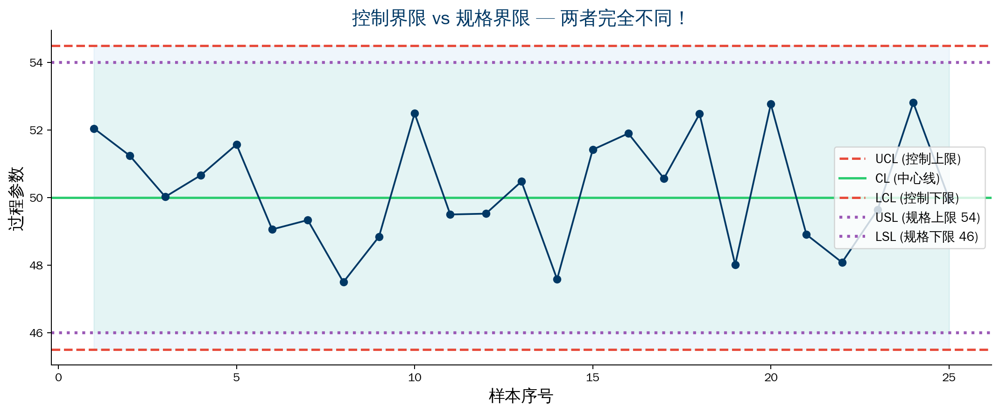 控制界限 vs 规格界限 — 两者完全不同！
过程参数
54
52
50
48
46
UCL (控制上限)
CL (中心线)
LCL (控制下限)
USL (规格上限 54)
LSL (规格下限 46)
0 5 10 15 20 25
样本序号